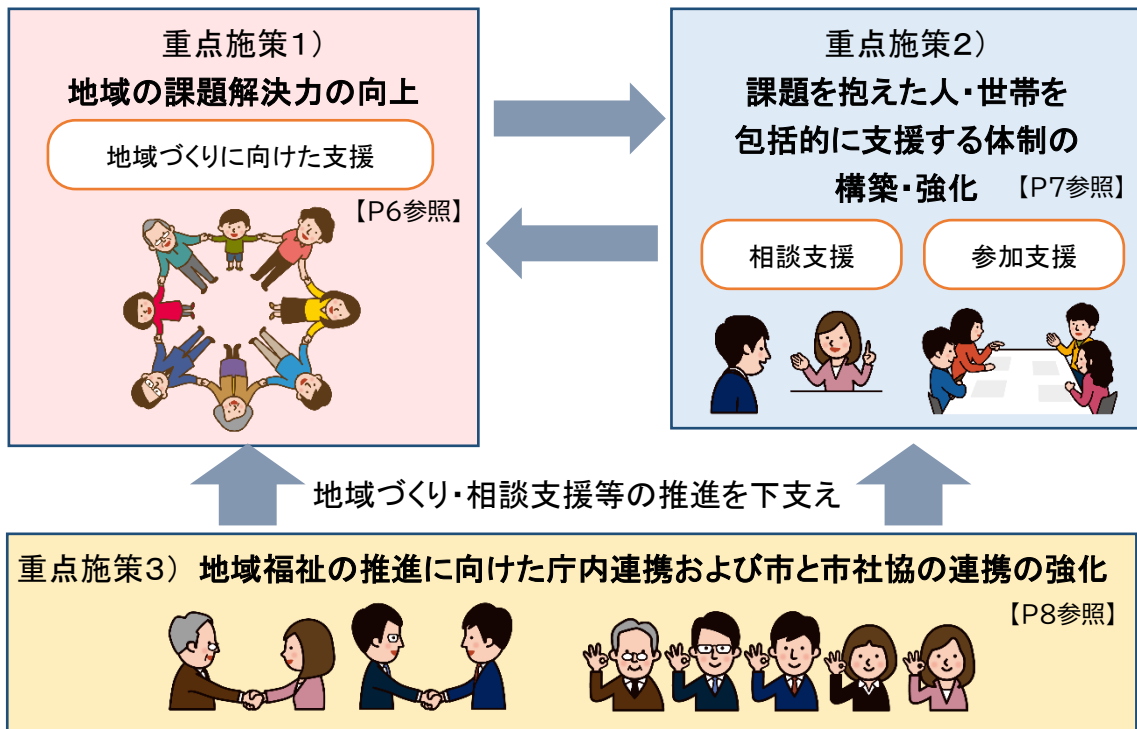 重点施策１）
地域の課題解決力の向上
地域づくりに向けた支援
【P6参照】
重点施策２）
課題を抱えた人・世帯を
包括的に支援する体制の
構築・強化 【P7参照】
相談支援
参加支援
地域づくり・相談支援等の推進を下支え
重点施策３） 地域福祉の推進に向けた庁内連携および市と市社協の連携の強化
【P8参照】